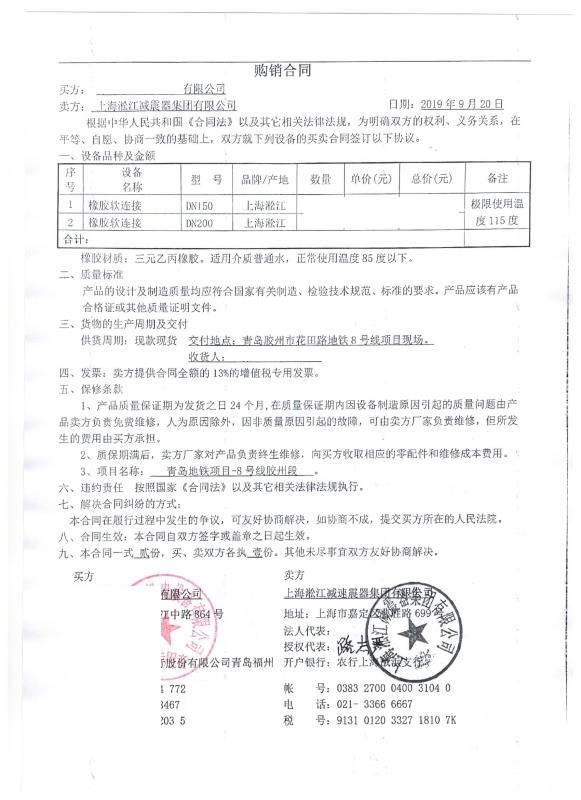 购销合同
买方： 有限公司
卖方： 上海淞江减震器集团有限公司 日期：2019年9月20日
根据中华人民共和国《合同法》以及其它相关法律法规，为明确双方的权利、义务关系，在
平等、自愿、协商一致的基础上，双方就下列设备的买卖合同签订以下协议。
一、设备品种及金额
序号 设备名称 型 号 品牌/产地 数量 单价(元) 总价(元) 备注
1 橡胶软连接 DN150 上海淞江 极限使用温
2 橡胶软连接 DN200 上海淞江 度115度
合计：
橡胶材质：三元乙丙橡胶。适用介质普通水，正常使用温度85度以下。
二、质量标准
产品的设计及制造质量均应符合国家有关制造、检验技术规范、标准的要求。产品应该有产品
合格证或其他质量证明文件。
三、货物的生产周期及交付
供货周期：现款现货 交付地点：青岛胶州市花田路地铁8号线项目现场。
收货人：
四、发票：卖方提供合同全额的13%的增值税专用发票。
五、保修条款
1、产品质量保证期为发货之日24个月,在质量保证期内因设备制造原因引起的质量问题由产
品卖方负责免费维修，人为原因除外，因非质量原因引起的故障，可由卖方厂家负责维修，但所发
生的费用由买方承担。
2、质保期满后，卖方厂家对产品负责终生维修，向买方收取相应的零配件和维修成本费用。
3、项目名称： 青岛地铁项目-8号线胶州段 。
六、违约责任 按照国家《合同法》以及其它相关法律法规执行。
七、解决合同纠纷的方式：
本合同在履行过程中发生的争议，可友好协商解决，如协商不成，提交买方所在的人民法院。
八、合同生效：本合同自双方签字或盖章之日起生效。
九、本合同一式 贰份，买、卖双方各执 壹份。其他未尽事宜双方友好协商解决。
买方 卖方
有限公司 上海淞江减速震器集团有限公司
江中路864号 地址：上海市嘉定区 路699
法人代表：
授权代表：
股份有限公司青岛福州 开户银行：农行上海 支行
4 772 帐 号：0383 2700 0400 3104 0
3467 电 话：021- 3366 6667
203 5 税 号：9131 0120 3327 1810 7K